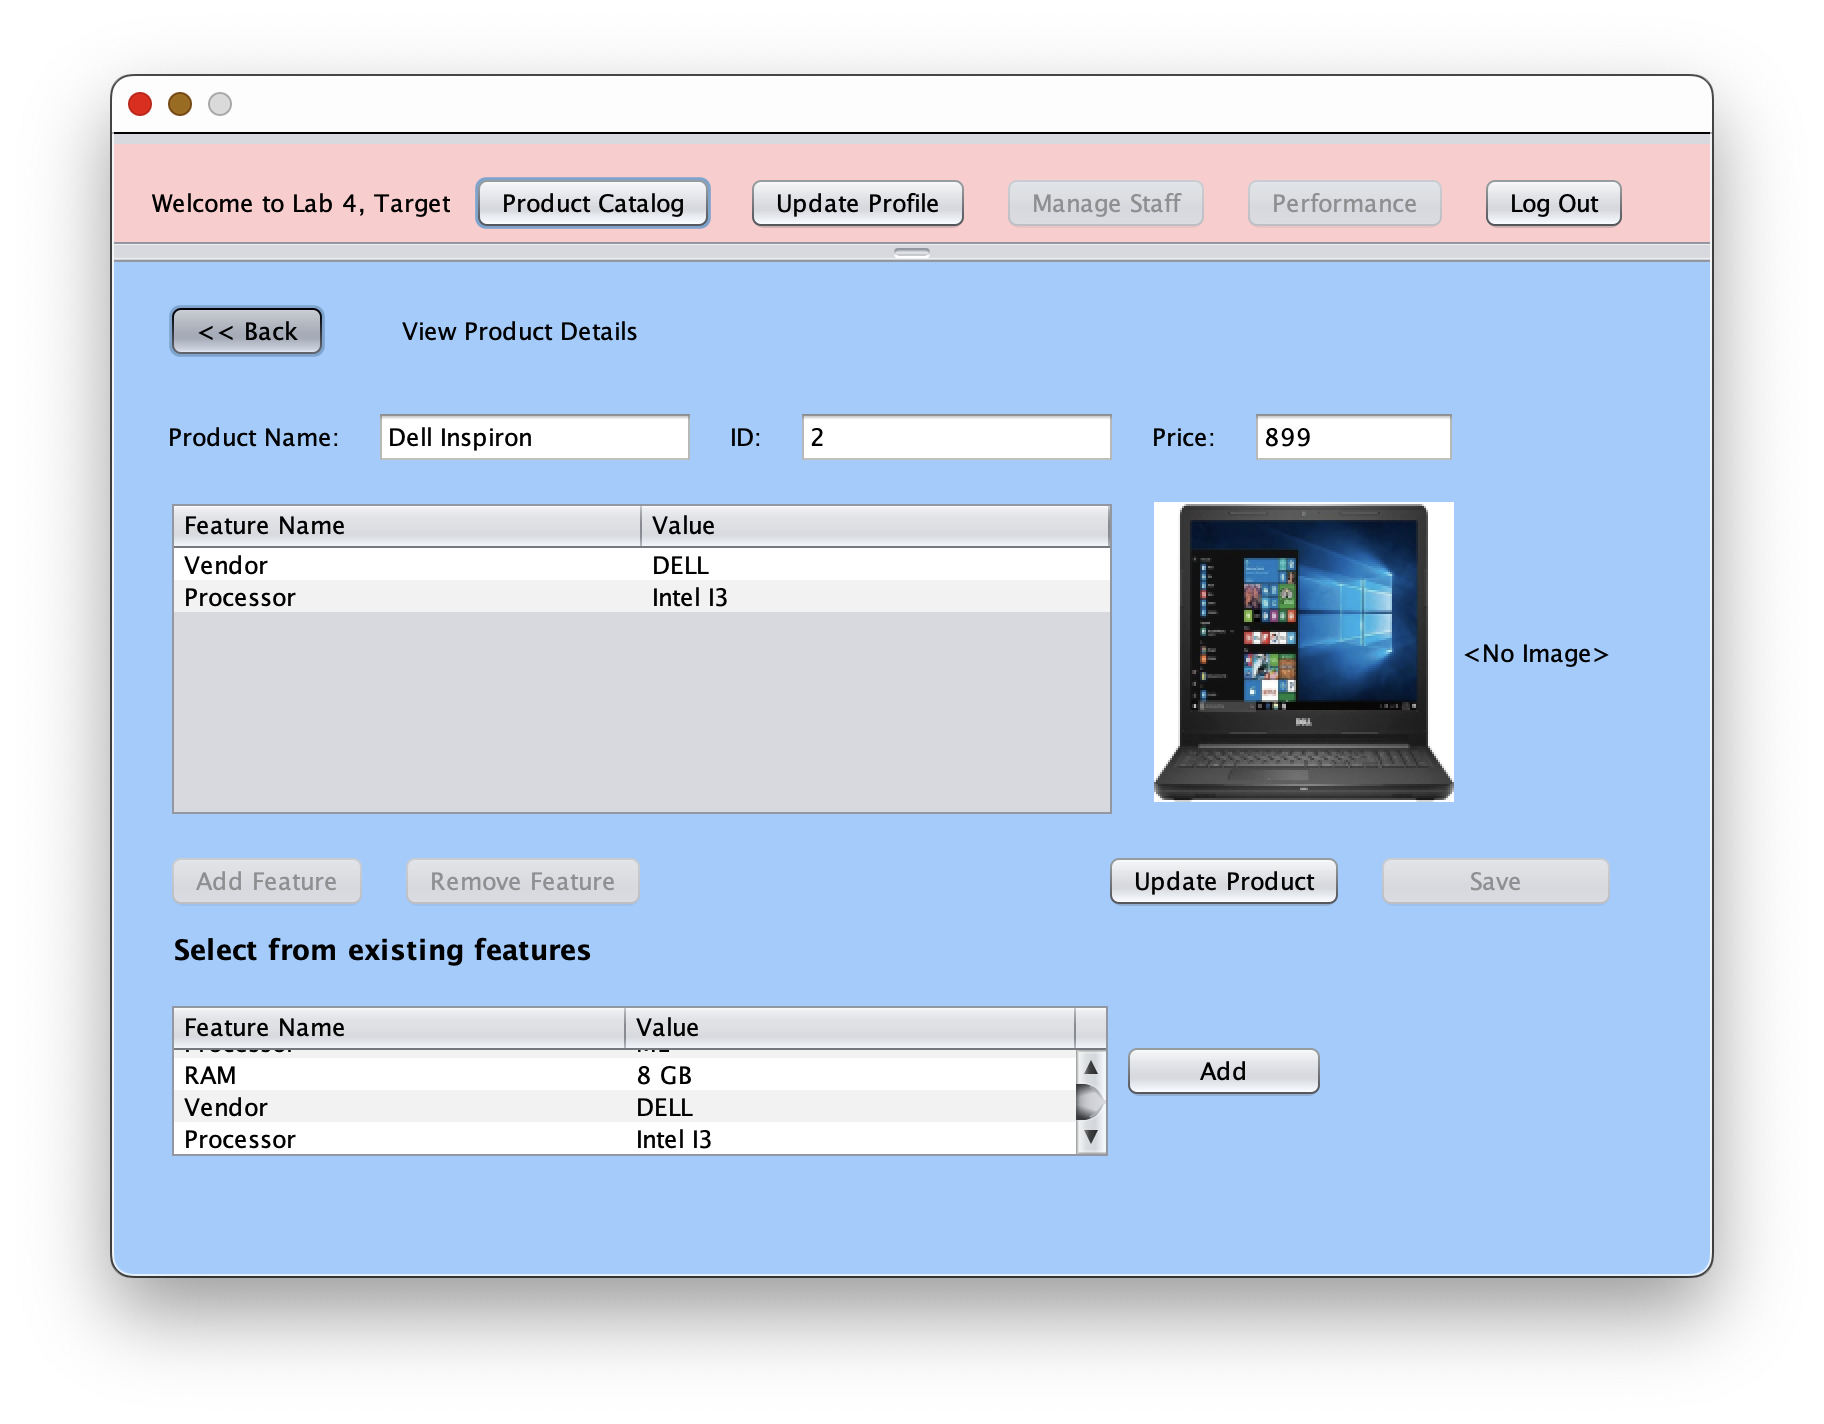 Welcome to Lab 4, Target Product Catalog Update Profile Manage Staff Performance Log Out
<< Back View Product Details
Product Name: Dell Inspiron ID: 2 Price: 899
Feature Name Value
Vendor DELL
Processor Intel I3
<No Image>
DELL
Add Feature Remove Feature Update Product Save
Select from existing features
Feature Name Value
RAM 8 GB
Add
Vendor DELL
Processor Intel I3